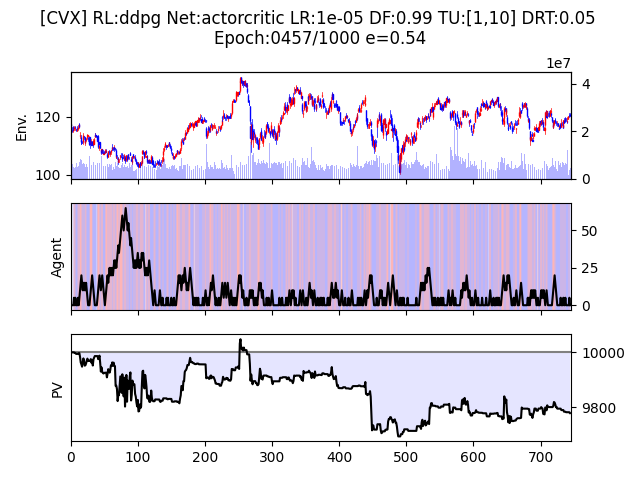 [CVX] RL:ddpg Net:actorcritic LR:1e-05 DF:0.99 TU:[1,10] DRT:0.05
Epoch:0457/1000 e=0.54
1e7
Env.
120
100
4
2
0
Agent
50
25
0
PV
10000
9800
0 100 200 300 400 500 600 700